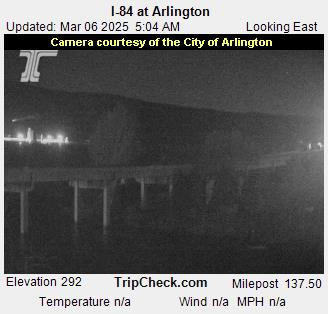 I-84 at Arlington
Updated: Mar 06 2025 5:04 AM Looking East
Camera courtesy of the City of Arlington
Elevation 292 TripCheck.com Milepost 137.50
Temperature n/a Wind n/a MPH n/a